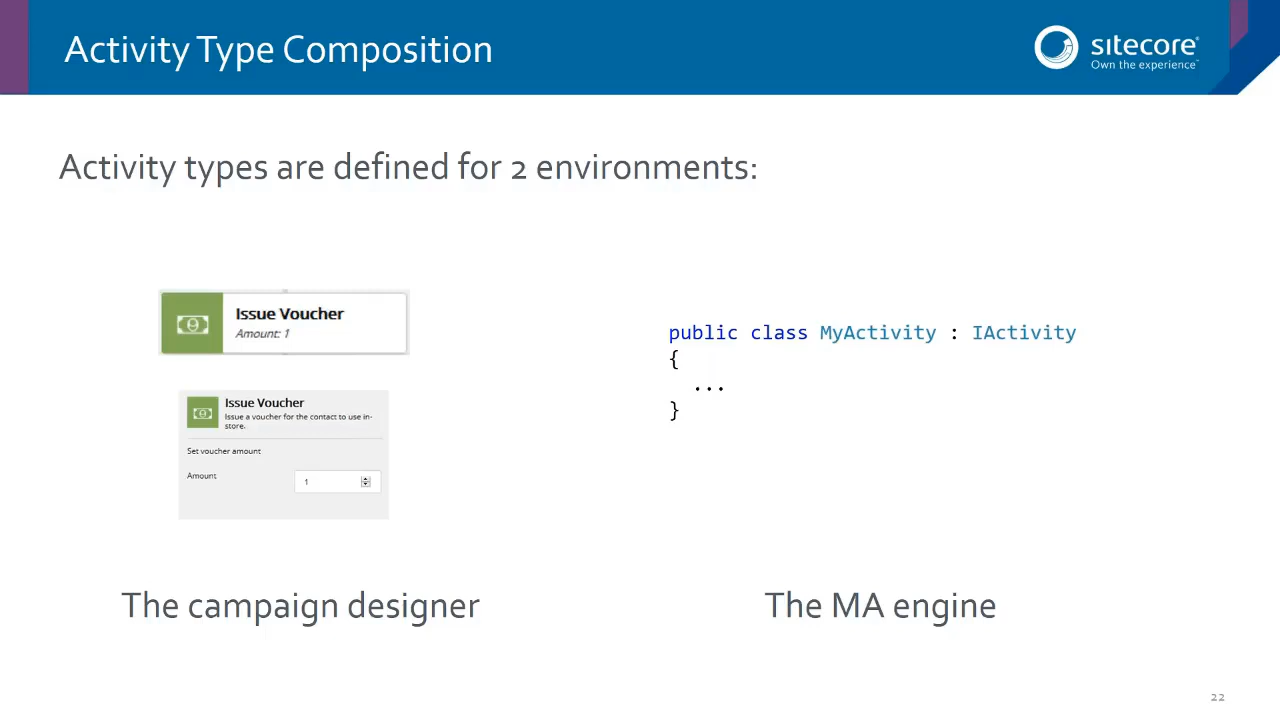 Activity Type Composition
sitecore
Own the experience™
Activity types are defined for 2 environments:
Issue Voucher
Amount: 1
Issue Voucher
Issue a voucher for the contact to use in-
store.
Set voucher amount
Amount
1
public class MyActivity : IActivity
{
...
}
The campaign designer
The MA engine
22